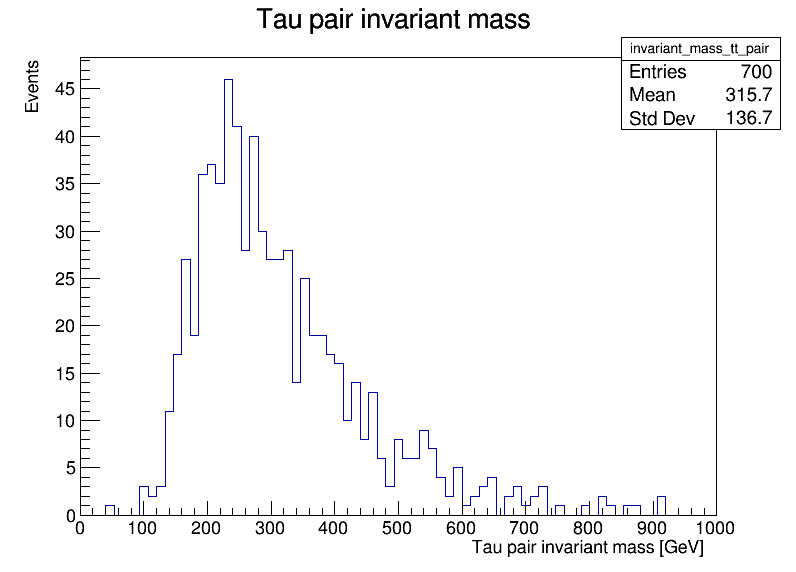 Tau pair invariant mass
invariant_mass_tt_pair
Entries 700
Mean 315.7
Std Dev 136.7
Events
45
40
35
30
25
20
15
10
5
0
0 100 200 300 400 500 600 700 800 900 1000
Tau pair invariant mass [GeV]